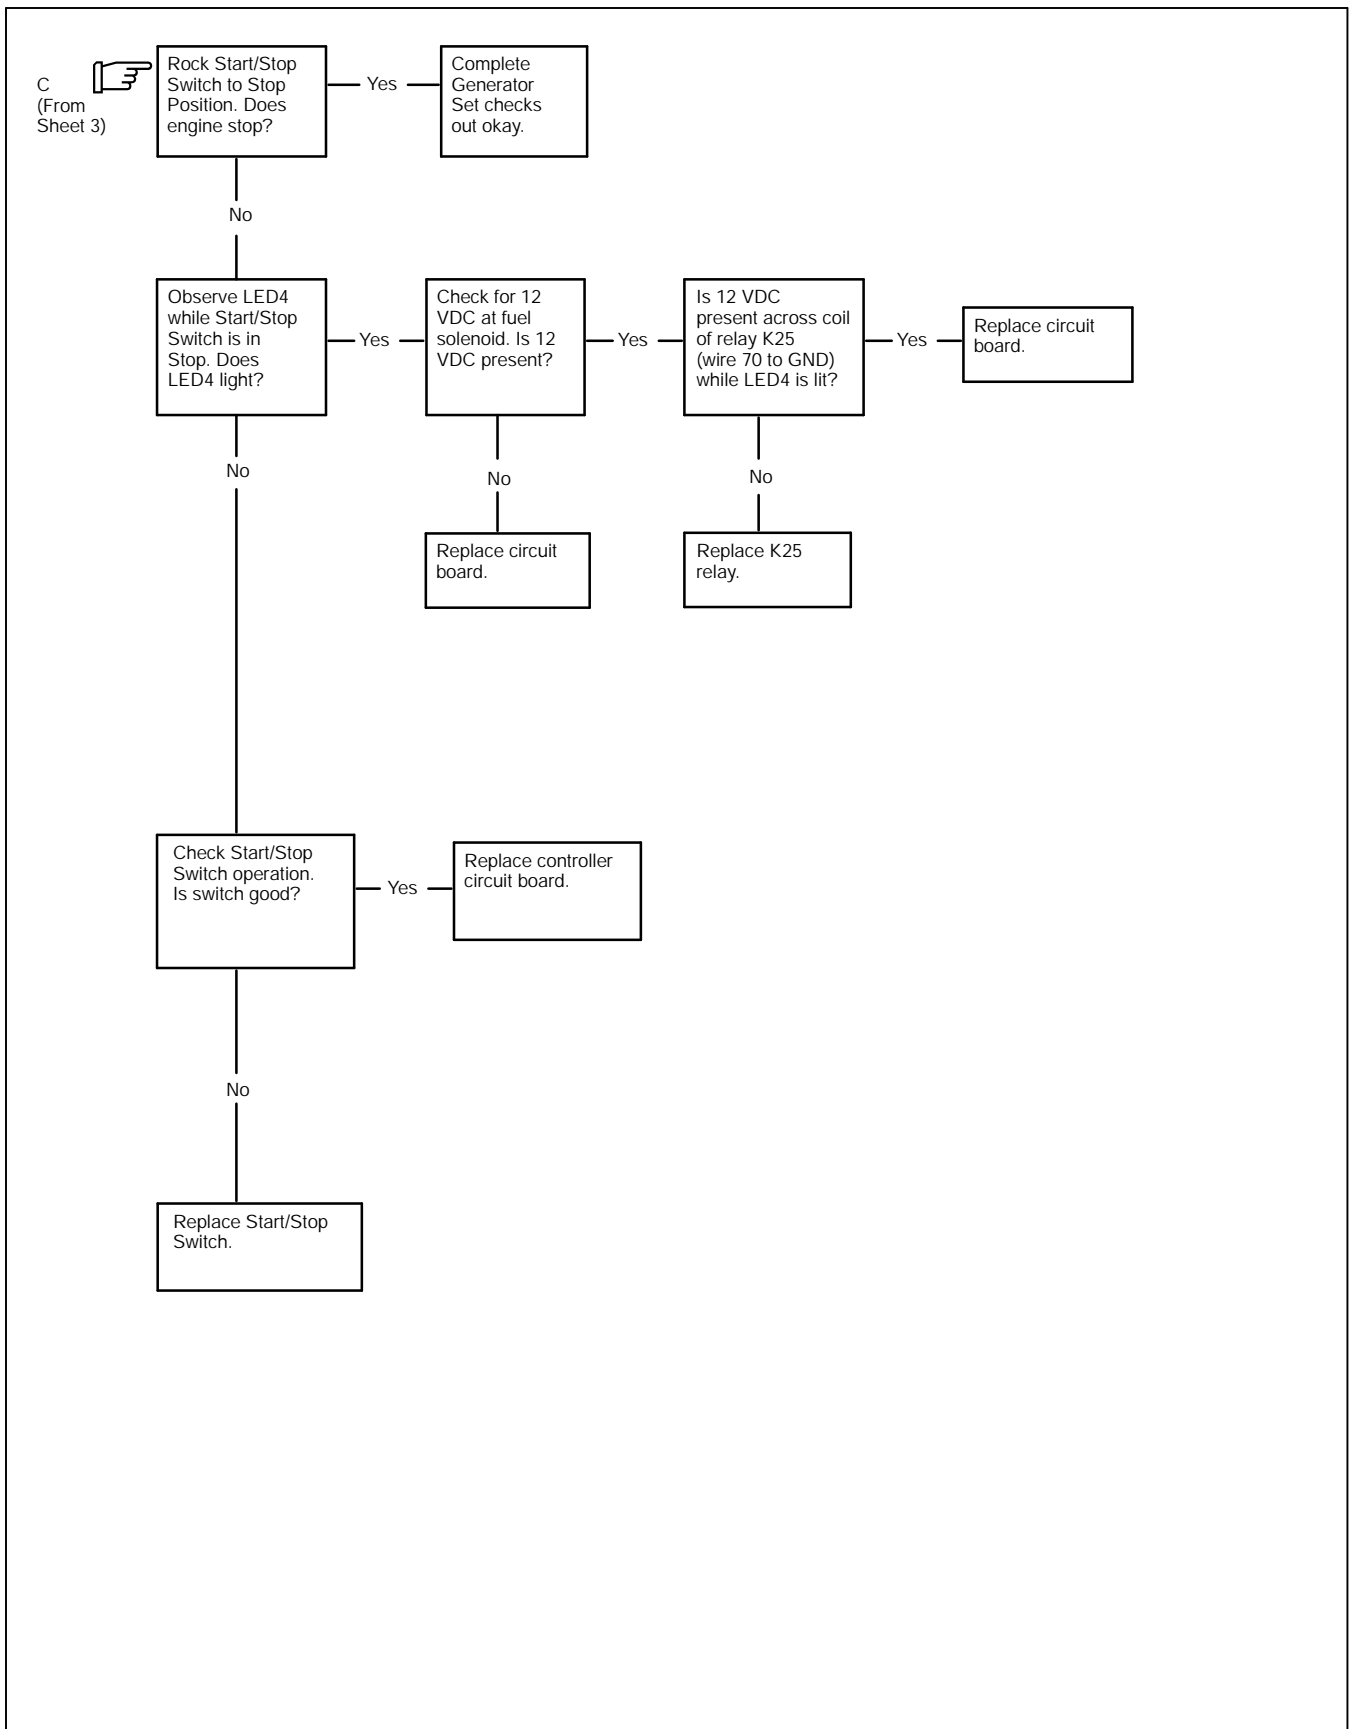 C
(From
Sheet 3)
Rock Start/Stop
Switch to Stop
Position. Does
engine stop?
Yes
Complete
Generator
Set checks
out okay.
No
Observe LED4
while Start/Stop
Switch is in
Stop. Does
LED4 light?
Yes
Check for 12
VDC at fuel
solenoid. Is 12
VDC present?
Yes
Is 12 VDC
present across coil
of relay K25
(wire 70 to GND)
while LED4 is lit?
Yes
Replace circuit
board.
No
No
No
Replace circuit
board.
Replace K25
relay.
Check Start/Stop
Switch operation.
Is switch good?
Yes
Replace controller
circuit board.
No
Replace Start/Stop
Switch.